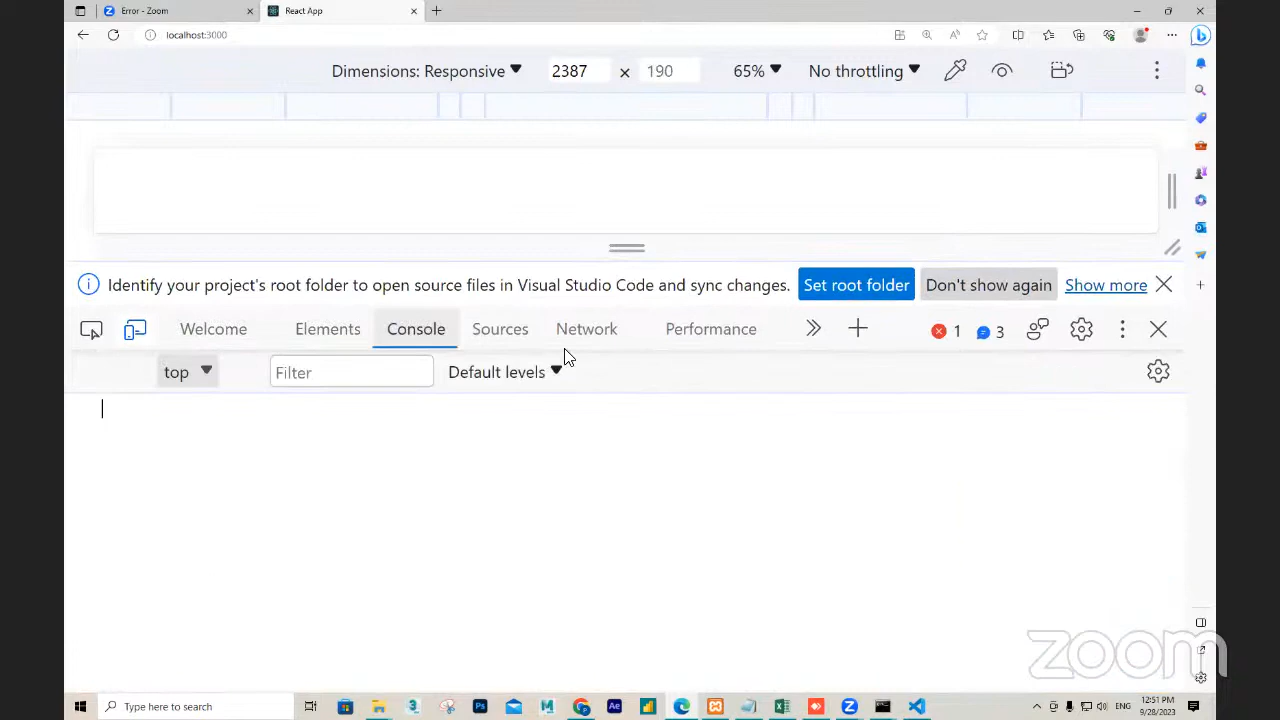 Error - Zoom
React App
localhost:3000
Dimensions: Responsive 2387 × 190 65% No throttling
Identify your project's root folder to open source files in Visual Studio Code and sync changes. Set root folder Don't show again Show more
Welcome Elements Console Sources Network Performance 1 3
top Filter Default levels
zoom
Type here to search
12:51 PM
9/28/2023